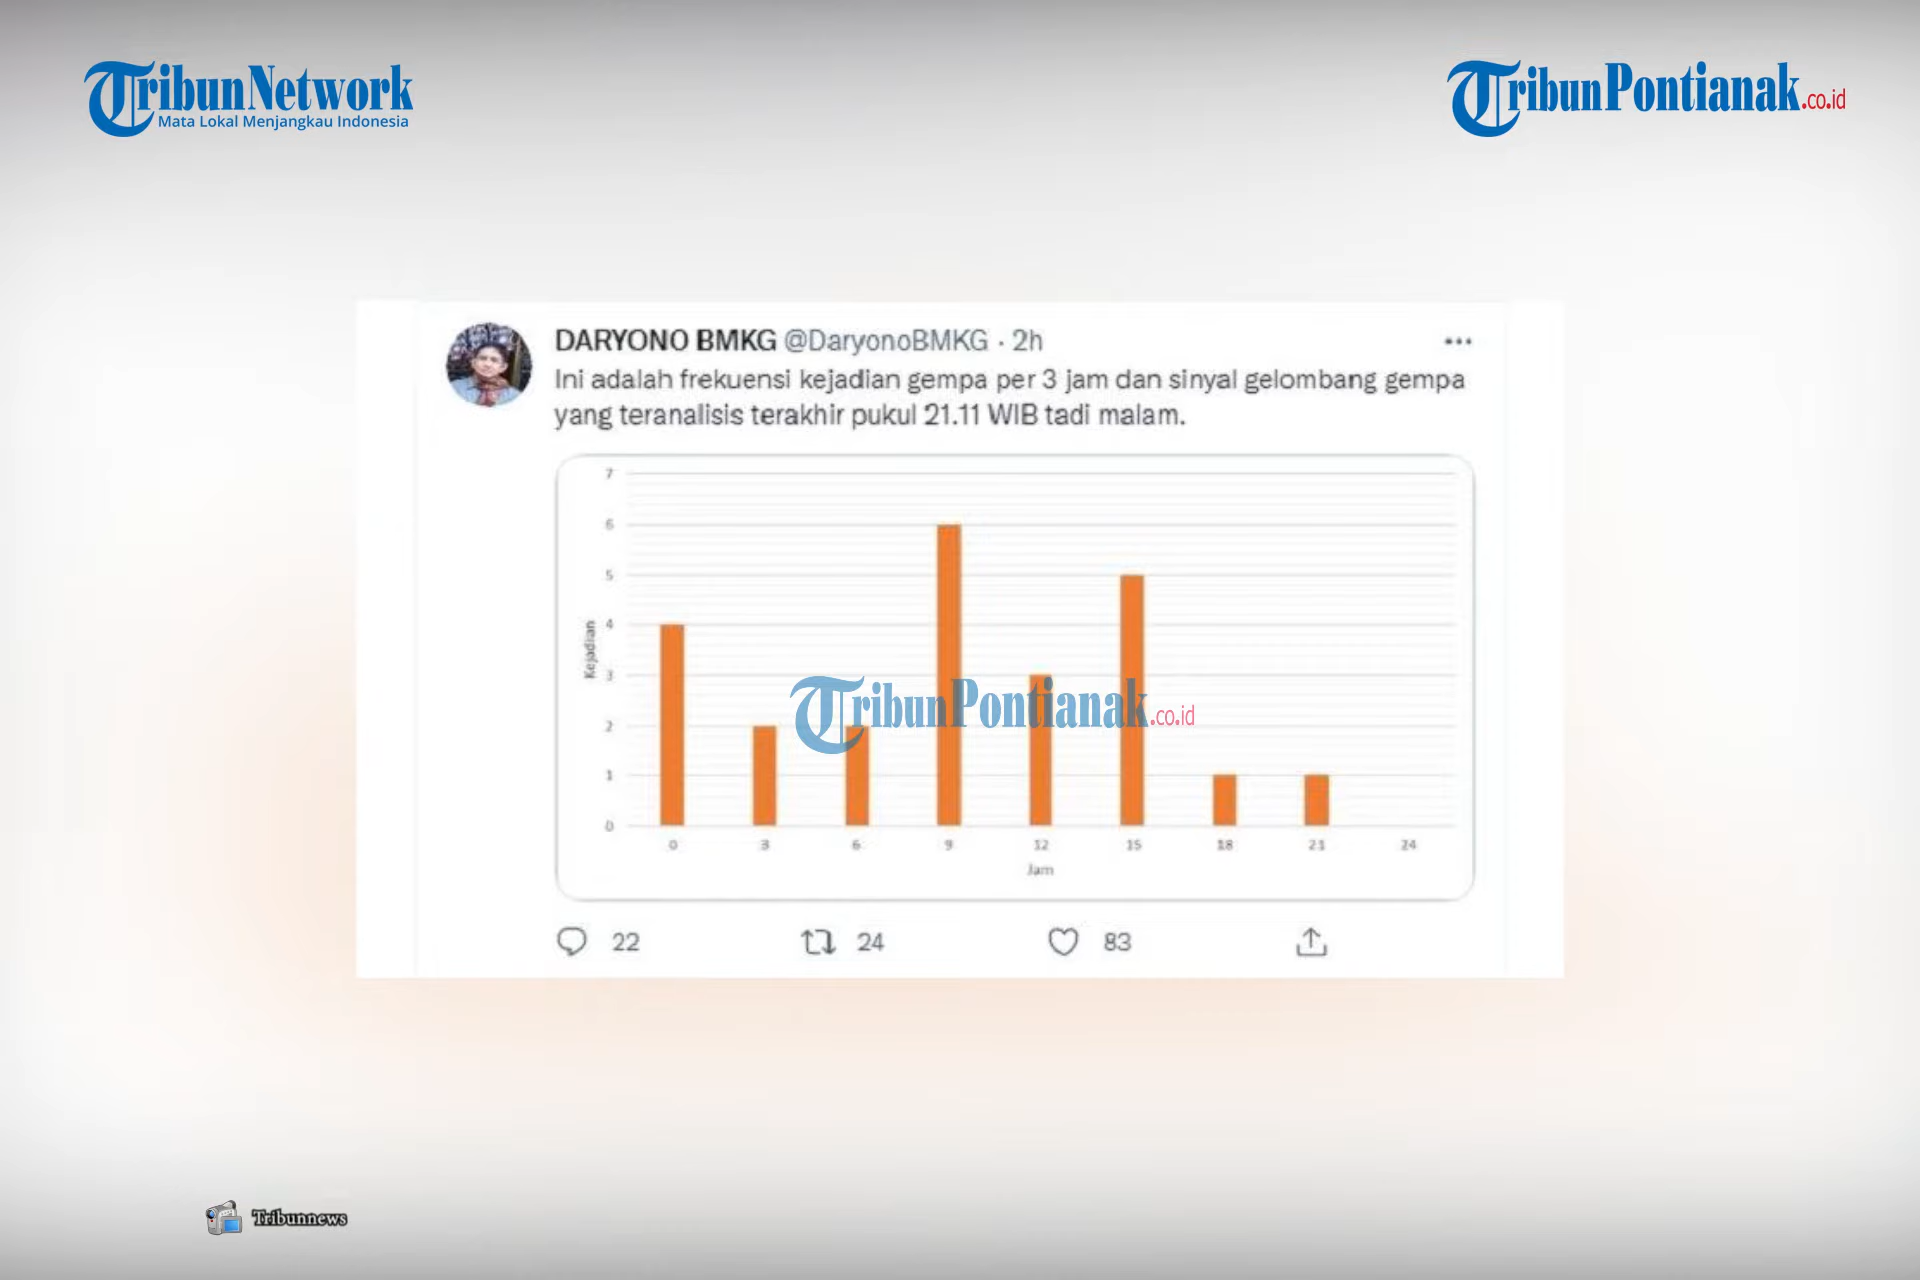 TribunNetwork
Mata Lokal Menjangkau Indonesia
TribunPontianak.co.id
DARYONO BMKG @DaryonoBMKG · 2h
Ini adalah frekuensi kejadian gempa per 3 jam dan sinyal gelombang gempa
yang teranalisis terakhir pukul 21.11 WIB tadi malam.
7
6
5
4
3
2
1
0
Kejadian
0 3 6 9 12 15 18 21 24
Jam
TribunPontianak.co.id
22 24 83
Tribunnews